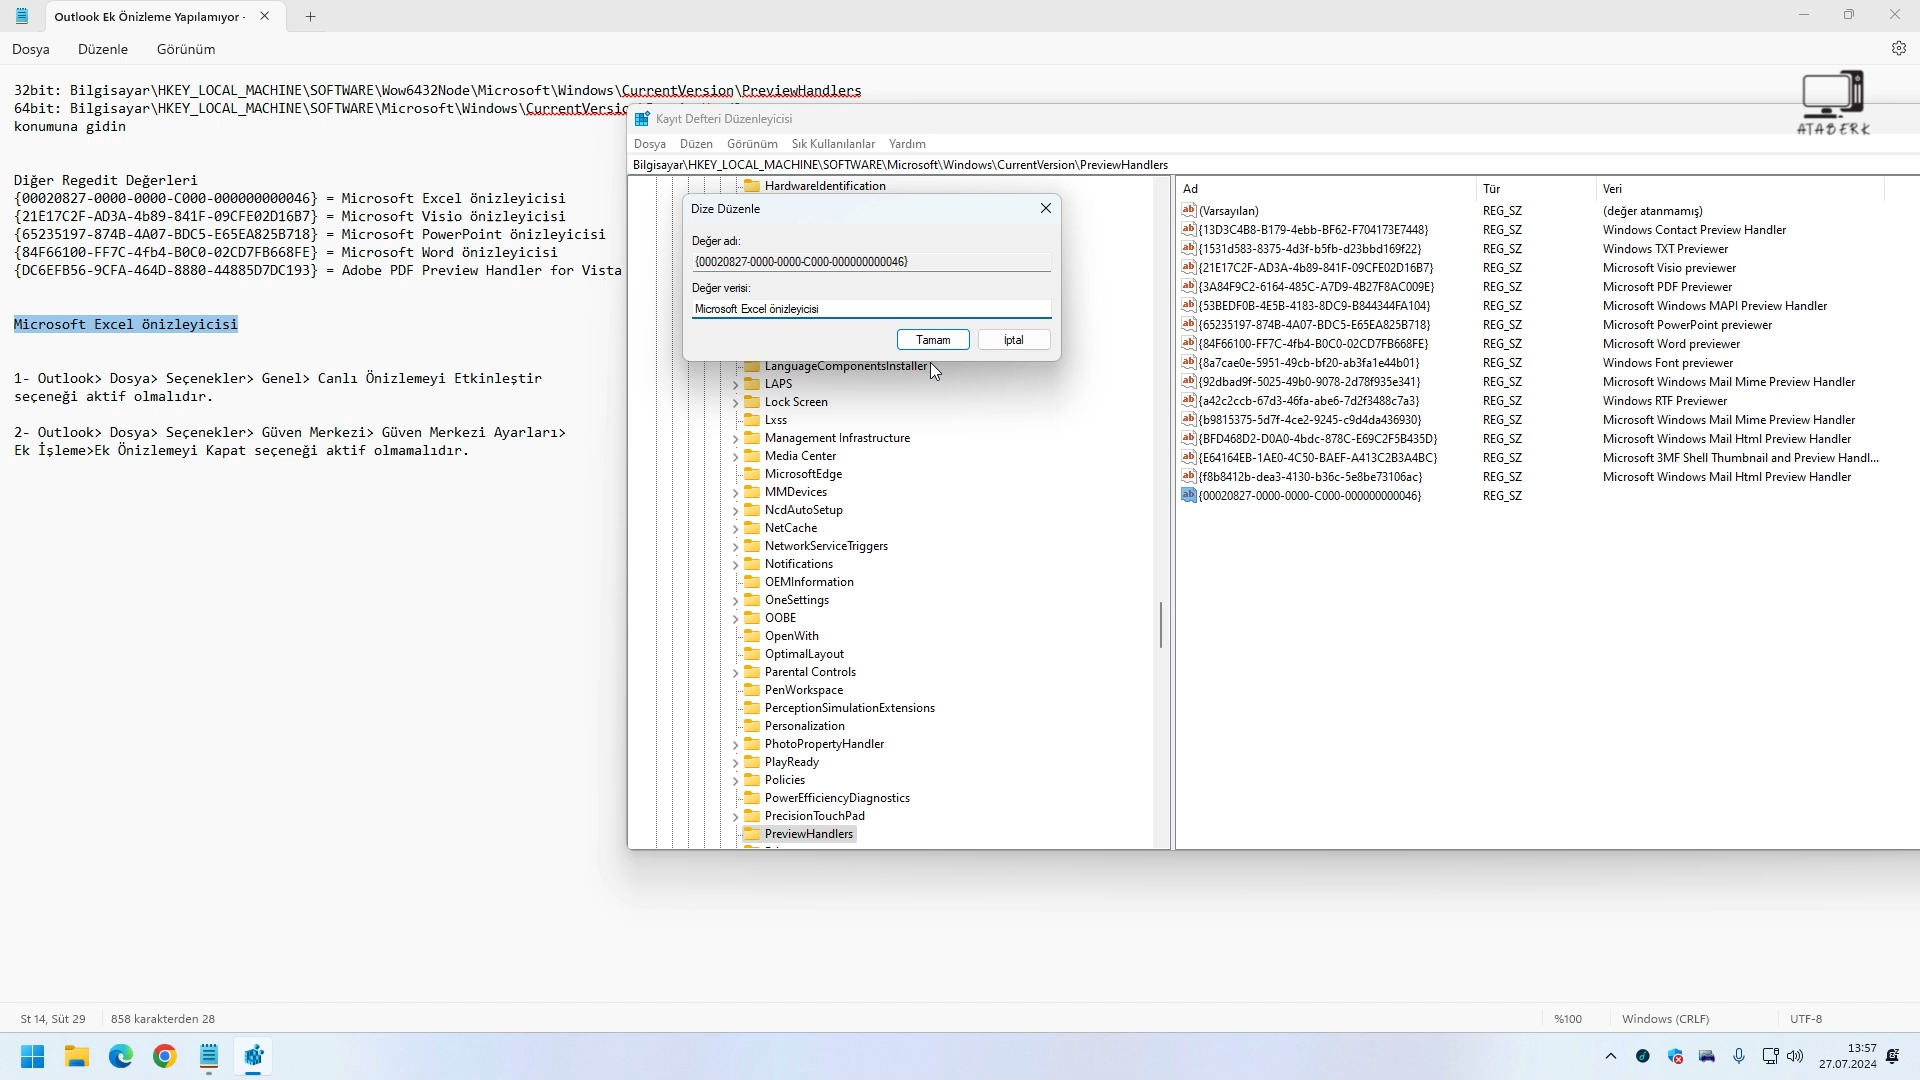 Outlook Ek Önizleme Yapılamıyor -
Dosya Düzenle Görünüm
32bit: Bilgisayar\HKEY_LOCAL_MACHINE\SOFTWARE\Wow6432Node\Microsoft\Windows\CurrentVersion\PreviewHandlers
64bit: Bilgisayar\HKEY_LOCAL_MACHINE\SOFTWARE\Microsoft\Windows\CurrentVersio
konumuna gidin
Diğer Regedit Değerleri
{00020827-0000-0000-C000-000000000046} = Microsoft Excel önizleyicisi
{21E17C2F-AD3A-4b89-841F-09CFE02D16B7} = Microsoft Visio önizleyicisi
{65235197-874B-4A07-BDC5-E65EA825B718} = Microsoft PowerPoint önizleyicisi
{84F66100-FF7C-4fb4-B0C0-02CD7FB668FE} = Microsoft Word önizleyicisi
{DC6EFB56-9CFA-464D-8880-44885D7DC193} = Adobe PDF Preview Handler for Vista
Microsoft Excel önizleyicisi
1- Outlook> Dosya> Seçenekler> Genel> Canlı Önizlemeyi Etkinleştir
seçeneği aktif olmalıdır.
2- Outlook> Dosya> Seçenekler> Güven Merkezi> Güven Merkezi Ayarları>
Ek İşleme>Ek Önizlemeyi Kapat seçeneği aktif olmamalıdır.
ATABERK
Kayıt Defteri Düzenleyicisi
Dosya Düzen Görünüm Sık Kullanılanlar Yardım
Bilgisayar\HKEY_LOCAL_MACHINE\SOFTWARE\Microsoft\Windows\CurrentVersion\PreviewHandlers
HardwareIdentification
Dize Düzenle
Değer adı:
{00020827-0000-0000-C000-000000000046}
Değer verisi:
Microsoft Excel önizleyicisi
Tamam İptal
LanguageComponentsInstaller
LAPS
Lock Screen
Lxss
Management Infrastructure
Media Center
MicrosoftEdge
MMDevices
NcdAutoSetup
NetCache
NetworkServiceTriggers
Notifications
OEMInformation
OneSettings
OOBE
OpenWith
OptimalLayout
Parental Controls
PenWorkspace
PerceptionSimulationExtensions
Personalization
PhotoPropertyHandler
PlayReady
Policies
PowerEfficiencyDiagnostics
PrecisionTouchPad
PreviewHandlers
Ad Tür Veri
(Varsayılan) REG_SZ (değer atanmamış)
{13D3C4B8-B179-4ebb-BF62-F704173E7448} REG_SZ Windows Contact Preview Handler
{1531d583-8375-4d3f-b5fb-d23bbd169f22} REG_SZ Windows TXT Previewer
{21E17C2F-AD3A-4b89-841F-09CFE02D16B7} REG_SZ Microsoft Visio previewer
{3A84F9C2-6164-485C-A7D9-4B27F8AC009E} REG_SZ Microsoft PDF Previewer
{53BEDF0B-4E5B-4183-8DC9-B844344FA104} REG_SZ Microsoft Windows MAPI Preview Handler
{65235197-874B-4A07-BDC5-E65EA825B718} REG_SZ Microsoft PowerPoint previewer
{84F66100-FF7C-4fb4-B0C0-02CD7FB668FE} REG_SZ Microsoft Word previewer
{8a7cae0e-5951-49cb-bf20-ab3fa1e44b01} REG_SZ Windows Font previewer
{92dbad9f-5025-49b0-9078-2d78f935e341} REG_SZ Microsoft Windows Mail Mime Preview Handler
{a42c2ccb-67d3-46fa-abe6-7d2f3488c7a3} REG_SZ Windows RTF Previewer
{b9815375-5d7f-4ce2-9245-c9d4da436930} REG_SZ Microsoft Windows Mail Mime Preview Handler
{BFD468D2-D0A0-4bdc-878C-E69C2F5B435D} REG_SZ Microsoft Windows Mail Html Preview Handler
{E64164EB-1AE0-4C50-BAEF-A413C2B3A4BC} REG_SZ Microsoft 3MF Shell Thumbnail and Preview Handl...
{f8b8412b-dea3-4130-b36c-5e8be73106ac} REG_SZ Microsoft Windows Mail Html Preview Handler
{00020827-0000-0000-C000-000000000046} REG_SZ
St 14, Süt 29 858 karakterden 28 %100 Windows (CRLF) UTF-8
13:57
27.07.2024